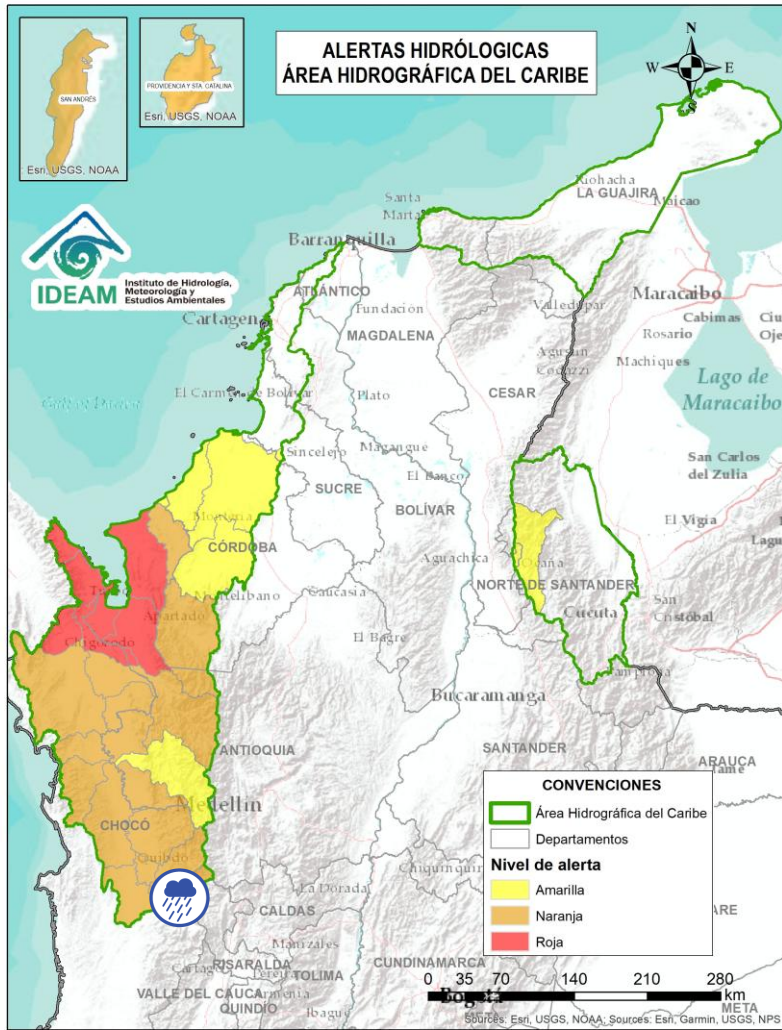 ALERTAS HIDRÓLOGICAS
ÁREA HIDROGRÁFICA DEL CARIBE
N
W E
S
SAN ANDRÉS
Esri, USGS, NOAA
PROVIDENCIA Y STA. CATALINA
Esri, USGS, NOAA
IDEAM
Instituto de Hidrología,
Meteorología y
Estudios Ambientales
Riohacha
LA GUAJIRA
Maicao
Santa
Marta
Barranquilla
ATLÁNTICO
Cartagena
Fundación
MAGDALENA
Valledupar
Maracaibo
Cabimas
Rosario
Machiques
Agustín
Codazzi
Lago de
Maracaibo
El Carmen de Bolívar
Plato
CESAR
San Carlos
del Zulia
Sincelejo
Magangue
SUCRE
El Banco
BOLÍVAR
El Vigía
Montería
CÓRDOBA
Aguachica
Ocaña
NORTE DE SANTANDER
Montelíbano
Caucasia
Cucuta
San
Cristóbal
Apartadó
Chigorodo
El Bagre
Pamplona
Bucaramanga
ANTIOQUIA
SANTANDER
ARAUCA
Medellín
CHOCÓ
Quibdó
CONVENCIONES
Área Hidrográfica del Caribe
Departamentos
Nivel de alerta
Amarilla
Naranja
Roja
La Dorada
CALDAS
Manizales
RISARALDA
Pereira
TOLIMA
CUNDINAMARCA
VALLE DEL CAUCA
Armenia
QUINDÍO
Ibague
Bogotá
META
META
0 35 70 140 210 280
km
Sources: Esri, USGS, NOAA; Sources: Esri, Garmin, USGS, NPS